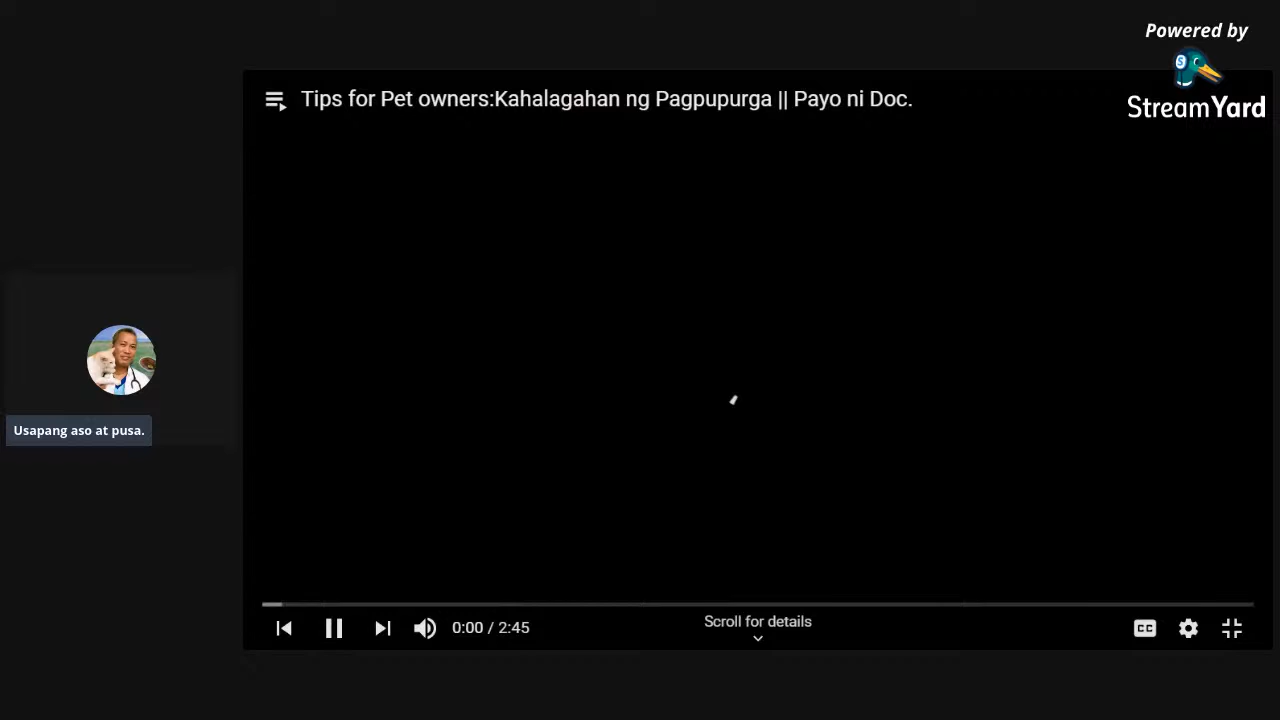 Powered by
StreamYard
Tips for Pet owners:Kahalagahan ng Pagpupurga || Payo ni Doc.
Usapang aso at pusa.
0:00 / 2:45
Scroll for details
CC